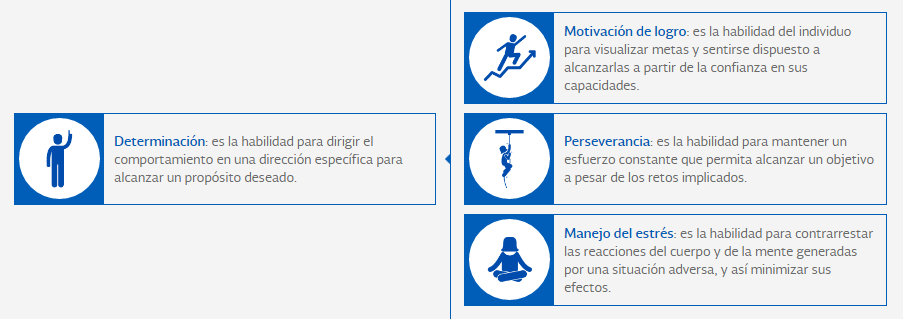 Determinación: es la habilidad para dirigir el
comportamiento en una dirección específica para
alcanzar un propósito deseado.
Motivación de logro: es la habilidad del individuo
para visualizar metas y sentirse dispuesto a
alcanzarlas a partir de la confianza en sus
capacidades.
Perseverancia: es la habilidad para mantener un
esfuerzo constante que permita alcanzar un objetivo
a pesar de los retos implicados.
Manejo del estrés: es la habilidad para contrarrestar
las reacciones del cuerpo y de la mente generadas
por una situación adversa, y así minimizar sus
efectos.